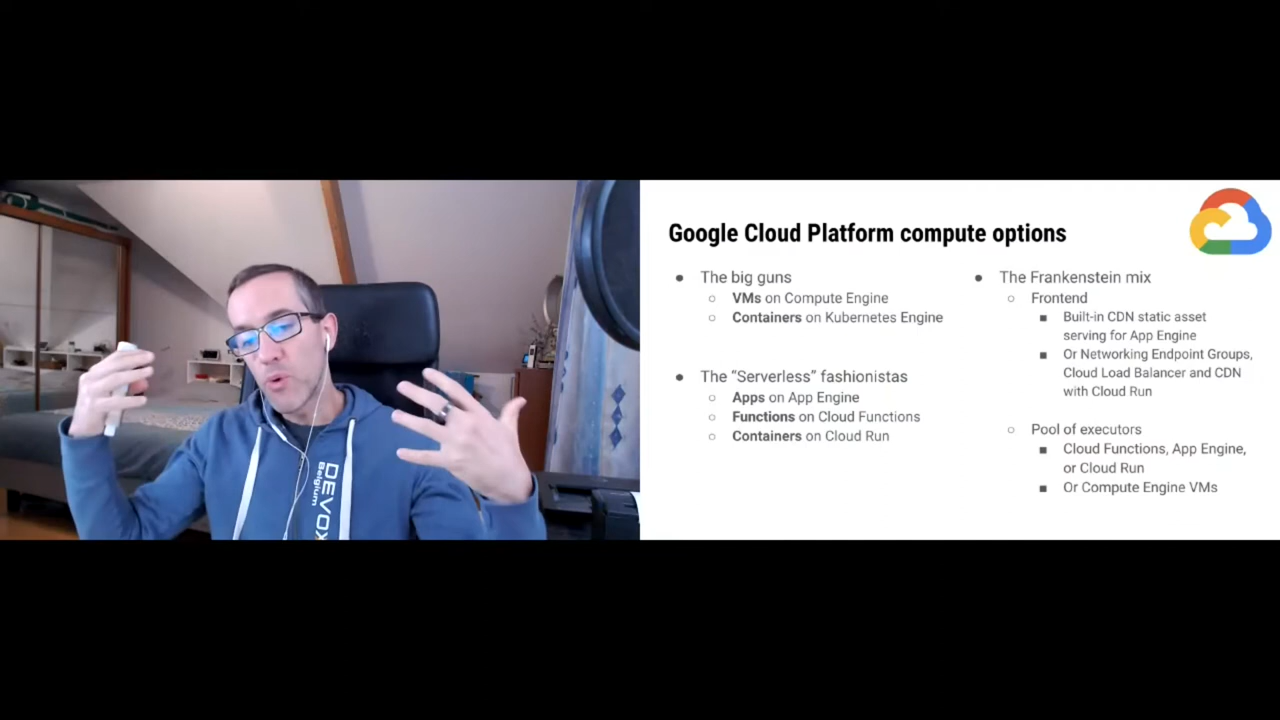 DEVOX
Belgium
Google Cloud Platform compute options
● The big guns
○ VMs on Compute Engine
○ Containers on Kubernetes Engine
● The “Serverless” fashionistas
○ Apps on App Engine
○ Functions on Cloud Functions
○ Containers on Cloud Run
● The Frankenstein mix
○ Frontend
■ Built-in CDN static asset
serving for App Engine
■ Or Networking Endpoint Groups,
Cloud Load Balancer and CDN
with Cloud Run
○ Pool of executors
■ Cloud Functions, App Engine,
or Cloud Run
■ Or Compute Engine VMs